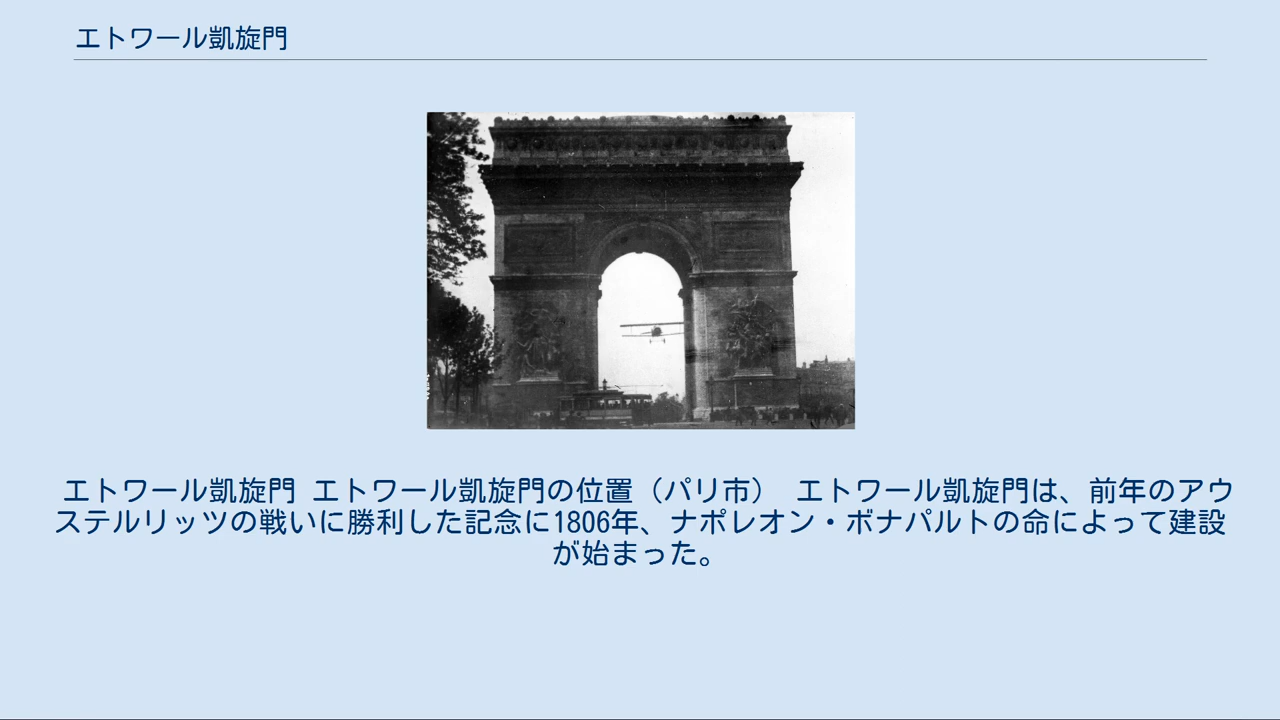 エトワール凱旋門
エトワール凱旋門 エトワール凱旋門の位置（パリ市） エトワール凱旋門は、前年のアウ
ステルリッツの戦いに勝利した記念に1806年、ナポレオン・ボナパルトの命によって建設
が始まった。